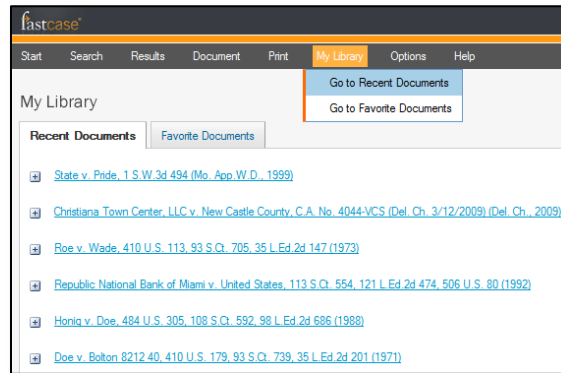 fastcase®
Start Search Results Document Print My Library Options Help
Go to Recent Documents
My Library
Go to Favorite Documents
Recent Documents Favorite Documents
State v. Pride, 1 S.W.3d 494 (Mo. App.W.D., 1999)
Christiana Town Center, LLC v. New Castle County, C.A. No. 4044-VCS (Del. Ch. 3/12/2009) (Del. Ch., 2009)
Roe v. Wade, 410 U.S. 113, 93 S.Ct. 705, 35 L.Ed.2d 147 (1973)
Republic National Bank of Miami v. United States, 113 S.Ct. 554, 121 L.Ed.2d 474, 506 U.S. 80 (1992)
Honig v. Doe, 484 U.S. 305, 108 S.Ct. 592, 98 L.Ed.2d 686 (1988)
Doe v. Bolton 8212 40, 410 U.S. 179, 93 S.Ct. 739, 35 L.Ed.2d 201 (1971)